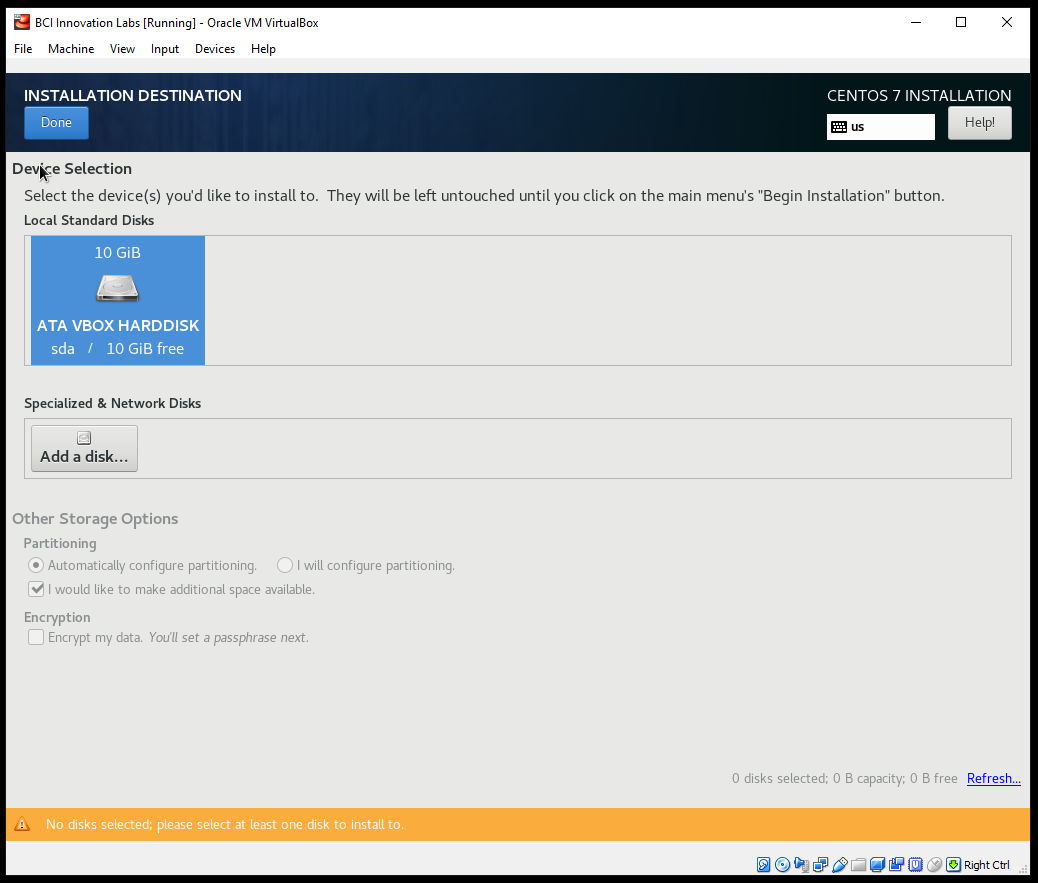 BCI Innovation Labs [Running] - Oracle VM VirtualBox
File Machine View Input Devices Help
INSTALLATION DESTINATION
CENTOS 7 INSTALLATION
Done
us
Help!
Device Selection
Select the device(s) you'd like to install to. They will be left untouched until you click on the main menu's "Begin Installation" button.
Local Standard Disks
10 GiB
ATA VBOX HARDDISK
sda / 10 GiB free
Specialized & Network Disks
Add a disk...
Other Storage Options
Partitioning
Automatically configure partitioning. I will configure partitioning.
I would like to make additional space available.
Encryption
Encrypt my data. You'll set a passphrase next.
0 disks selected; 0 B capacity; 0 B free Refresh...
No disks selected; please select at least one disk to install to.
Right Ctrl